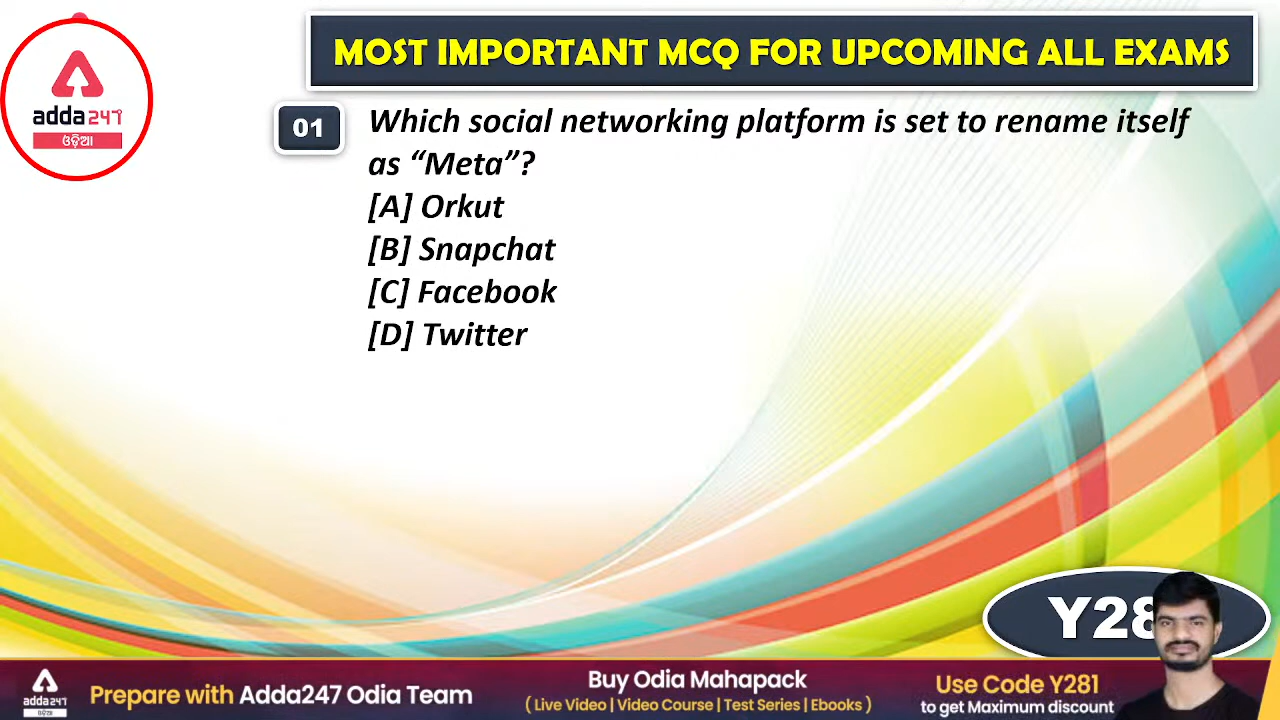 adda247
ଓଡ଼ିଆ
MOST IMPORTANT MCQ FOR UPCOMING ALL EXAMS
01
Which social networking platform is set to rename itself
as “Meta”?
[A] Orkut
[B] Snapchat
[C] Facebook
[D] Twitter
adda247
ଓଡ଼ିଆ
Prepare with Adda247 Odia Team
Buy Odia Mahapack
( Live Video | Video Course | Test Series | Ebooks )
Use Code Y281
to get Maximum discount